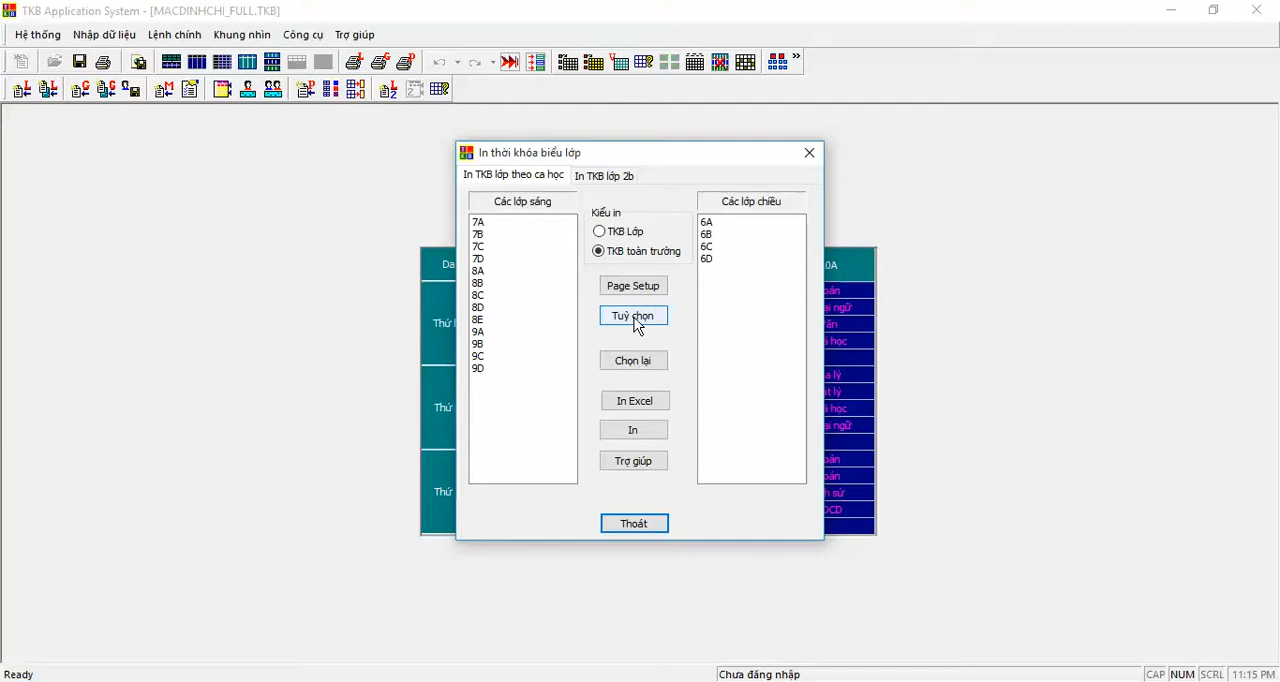 TKB Application System - [MACDINHCHI_FULL.TKB]
Hệ thống Nhập dữ liệu Lệnh chính Khung nhìn Công cụ Trợ giúp
In thời khóa biểu lớp
In TKB lớp theo ca học In TKB lớp 2b
Các lớp sáng
7A
7B
7C
7D
8A
8B
8C
8D
8E
9A
9B
9C
9D
Kiểu in
TKB Lớp
TKB toàn trường
Page Setup
Tuỳ chọn
Chọn lại
In Excel
In
Trợ giúp
Thoát
Các lớp chiều
6A
6B
6C
6D
Thứ
Thứ
Ready Chưa đăng nhập CAP NUM SCRL 11:15 PM